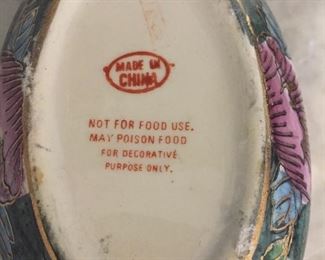 MADE IN
CHINA
NOT FOR FOOD USE.
MAY POISON FOOD
FOR DECORATIVE
PURPOSE ONLY.